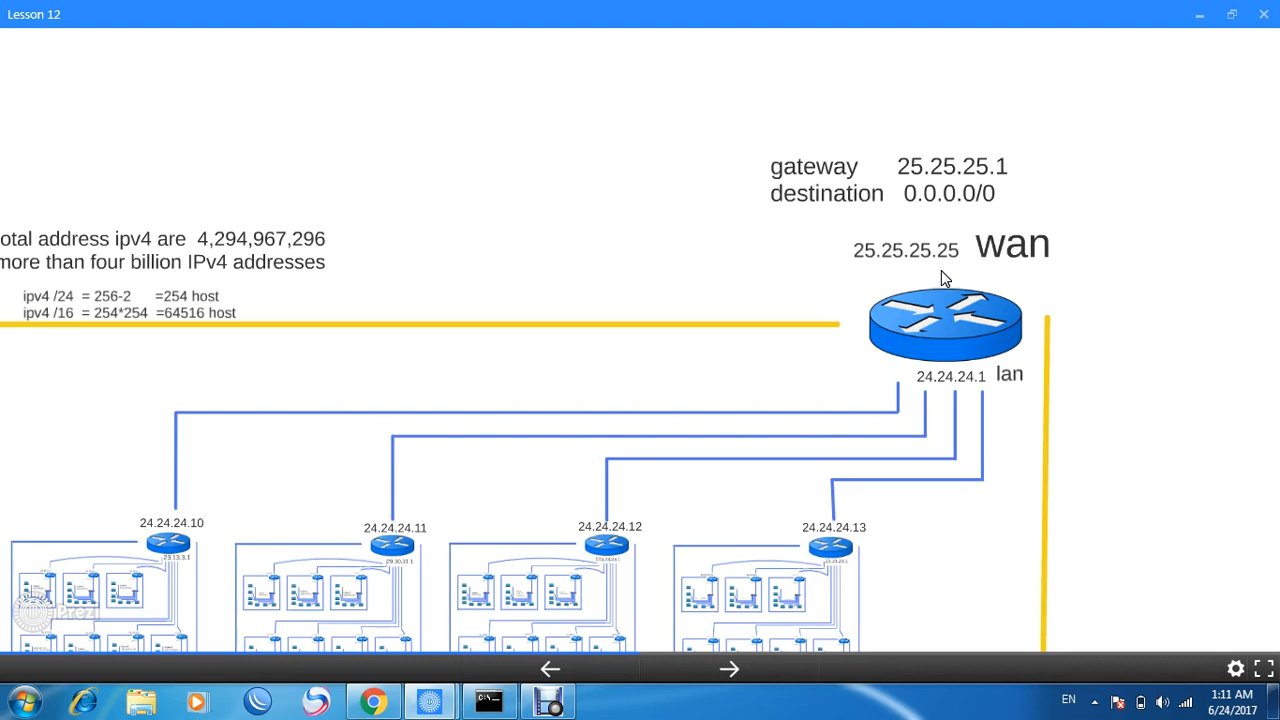 Lesson 12
gateway 25.25.25.1
destination 0.0.0.0/0
otal address ipv4 are 4,294,967,296
more than four billion IPv4 addresses
25.25.25.25 wan
ipv4 /24 = 256-2 =254 host
ipv4 /16 = 254*254 =64516 host
24.24.24.1 lan
24.24.24.10
24.24.24.11
24.24.24.12
24.24.24.13
Prezi
EN
1:11 AM
6/24/2017